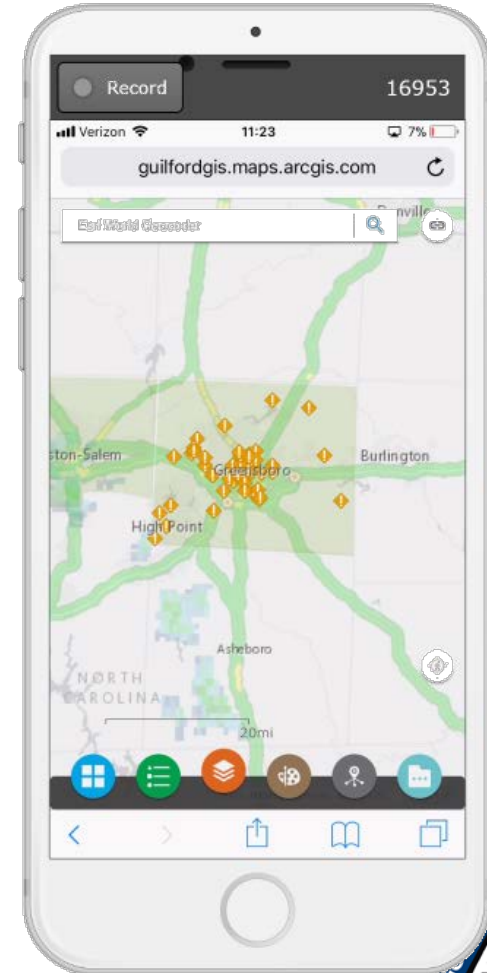 Record 16953
Verizon 11:23 7%
guilfordgis.maps.arcgis.com
Esri World Geocoder
ton-Salem
Greensboro
Burlington
High Point
Asheboro
NORTH
CAROLINA
20mi